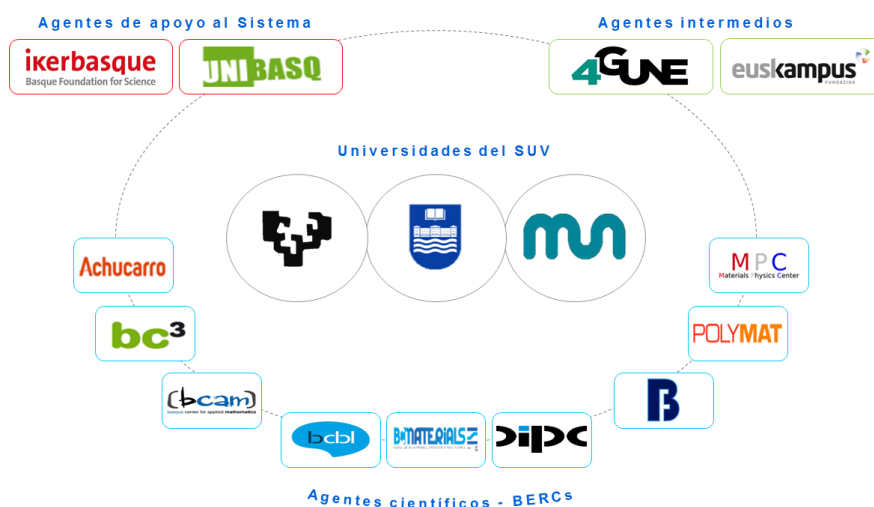 Agentes de apoyo al Sistema
Agentes intermedios
ikerbasque
Basque Foundation for Science
UNIBASQ
4GUNE
euskampus
FUNDAZIOA
Universidades del SUV
Achucarro
MPC
Materials Physics Center
bc³
POLYMAT
(bcam)
basque center for applied mathematics
bcbl
BCMATERIALS
dipc
Agentes científicos - BERCs